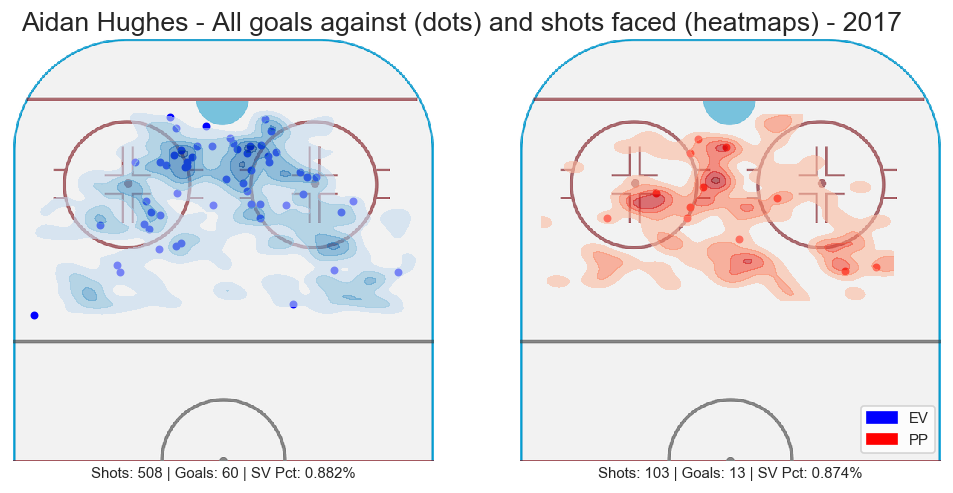 Aidan Hughes - All goals against (dots) and shots faced (heatmaps) - 2017
EV
PP
Shots: 508 | Goals: 60 | SV Pct: 0.882%
Shots: 103 | Goals: 13 | SV Pct: 0.874%